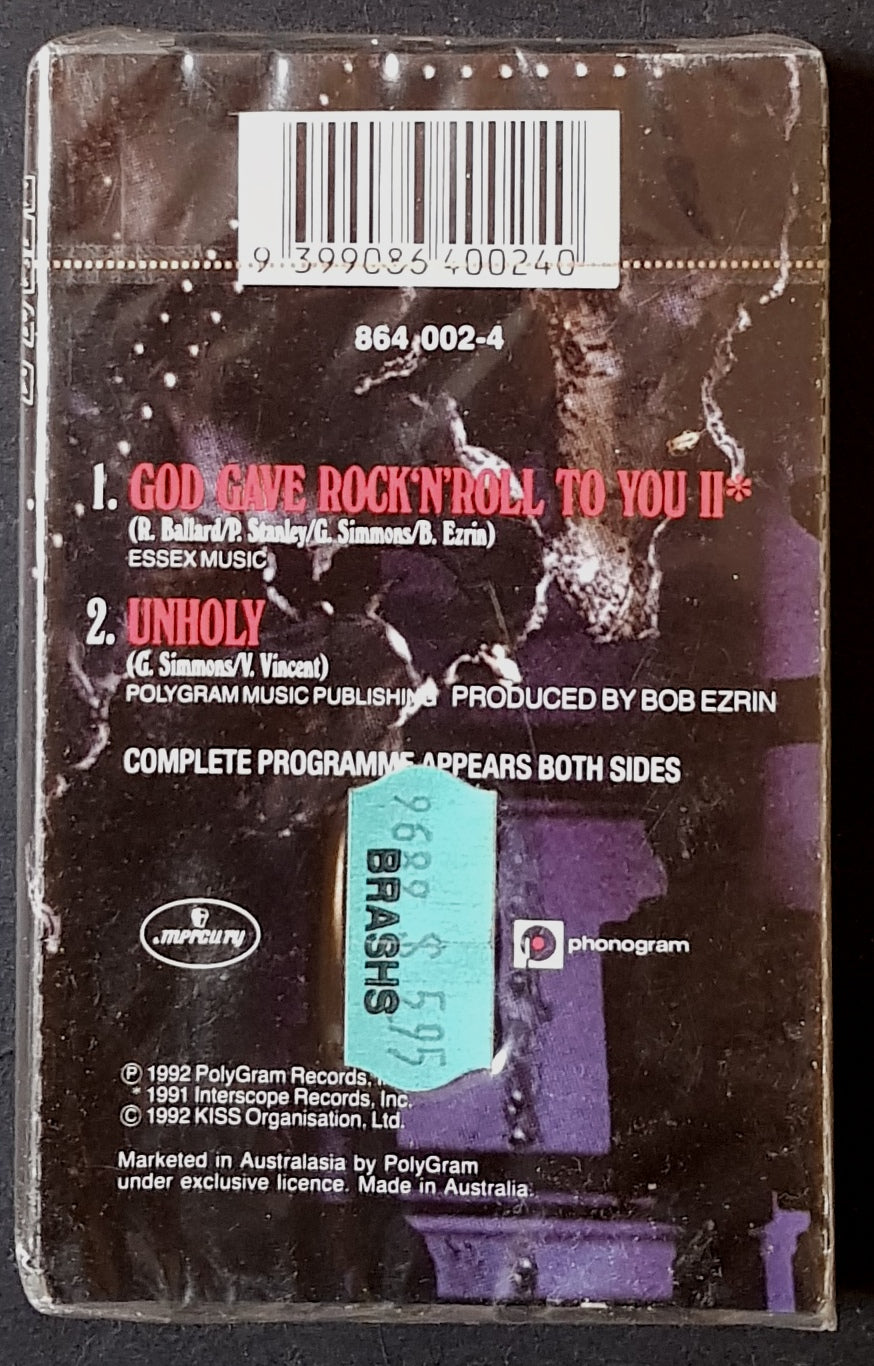 9 399086 400240
864 002-4
1. GOD GAVE ROCK'N'ROLL TO YOU II*
(R. Ballard/P. Stanley/G. Simmons/B. Ezrin)
ESSEX MUSIC
2. UNHOLY
(G. Simmons/V. Vincent)
POLYGRAM MUSIC PUBLISHING PRODUCED BY BOB EZRIN
COMPLETE PROGRAMME APPEARS BOTH SIDES
BRASHS
mercury
phonogram
℗ 1992 PolyGram Records,
* 1991 Interscope Records, Inc.
© 1992 KISS Organisation, Ltd.
Marketed in Australasia by PolyGram
under exclusive licence. Made in Australia.